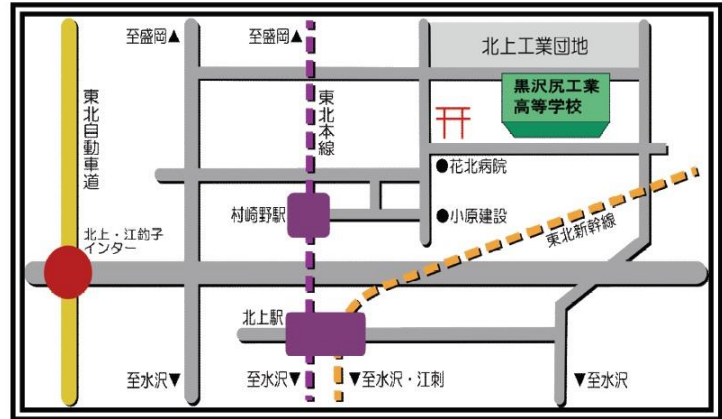 至盛岡▲
至盛岡▲
北上工業団地
黒沢尻工業
高等学校
東北自動車道
東北本線
●花北病院
村崎野駅
●小原建設
東北新幹線
北上・江釣子
インター
北上駅
至水沢▼
至水沢▼
▼至水沢・江刺
▼至水沢